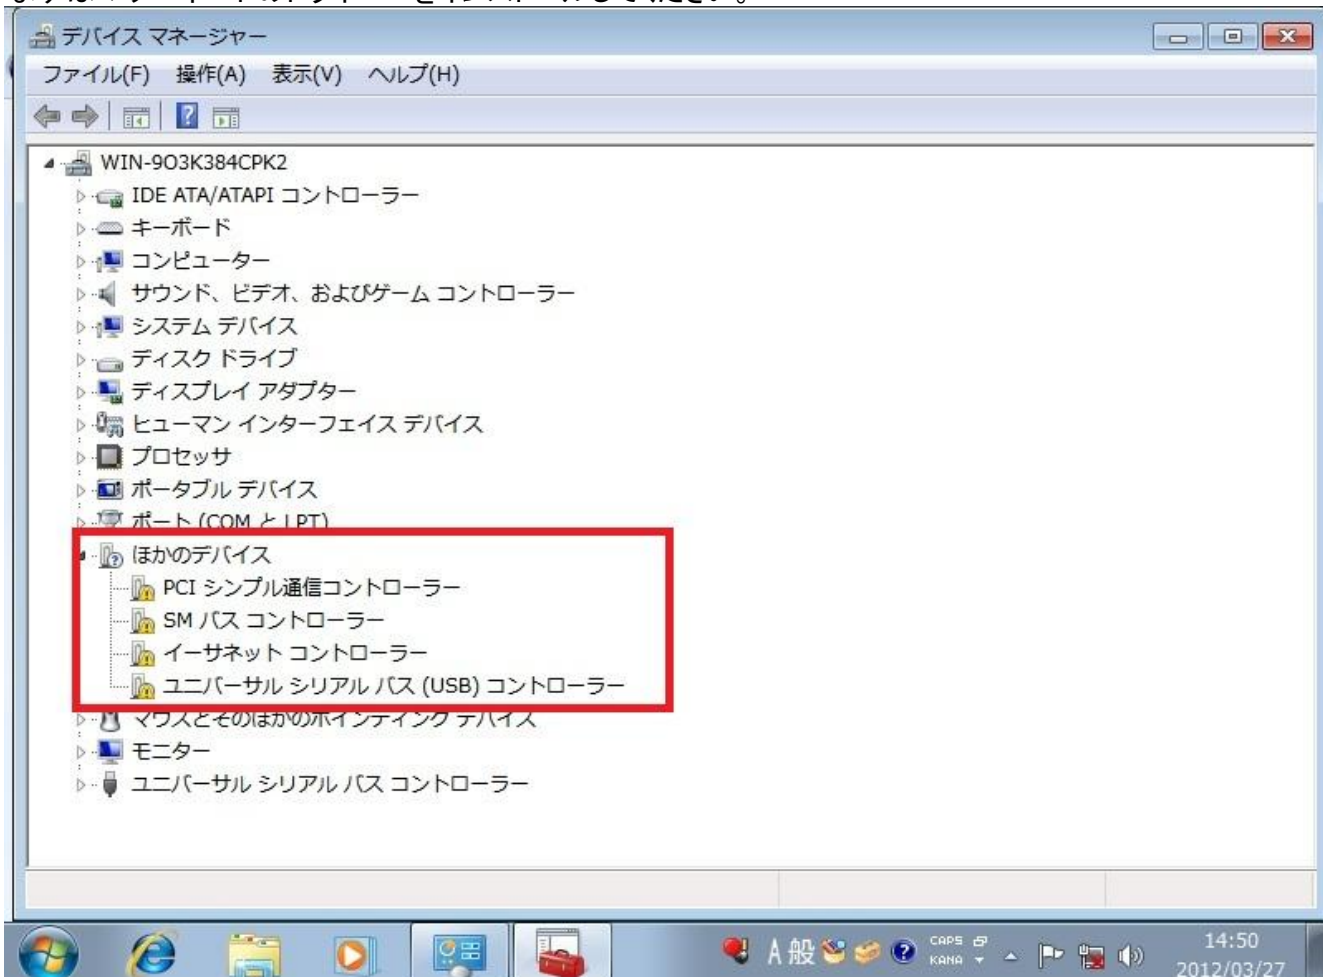 デバイス マネージャー
ファイル(F) 操作(A) 表示(V) ヘルプ(H)
WIN-9O3K384CPK2
IDE ATA/ATAPI コントローラー
キーボード
コンピューター
サウンド、ビデオ、およびゲーム コントローラー
システム デバイス
ディスク ドライブ
ディスプレイ アダプター
ヒューマン インターフェイス デバイス
プロセッサ
ポータブル デバイス
ポート (COM と LPT)
ほかのデバイス
PCI シンプル通信コントローラー
SM バス コントローラー
イーサネット コントローラー
ユニバーサル シリアル バス (USB) コントローラー
マウスとそのほかのポインティング デバイス
モニター
ユニバーサル シリアル バス コントローラー
A 般 CAPS KANA 14:50
2012/03/27